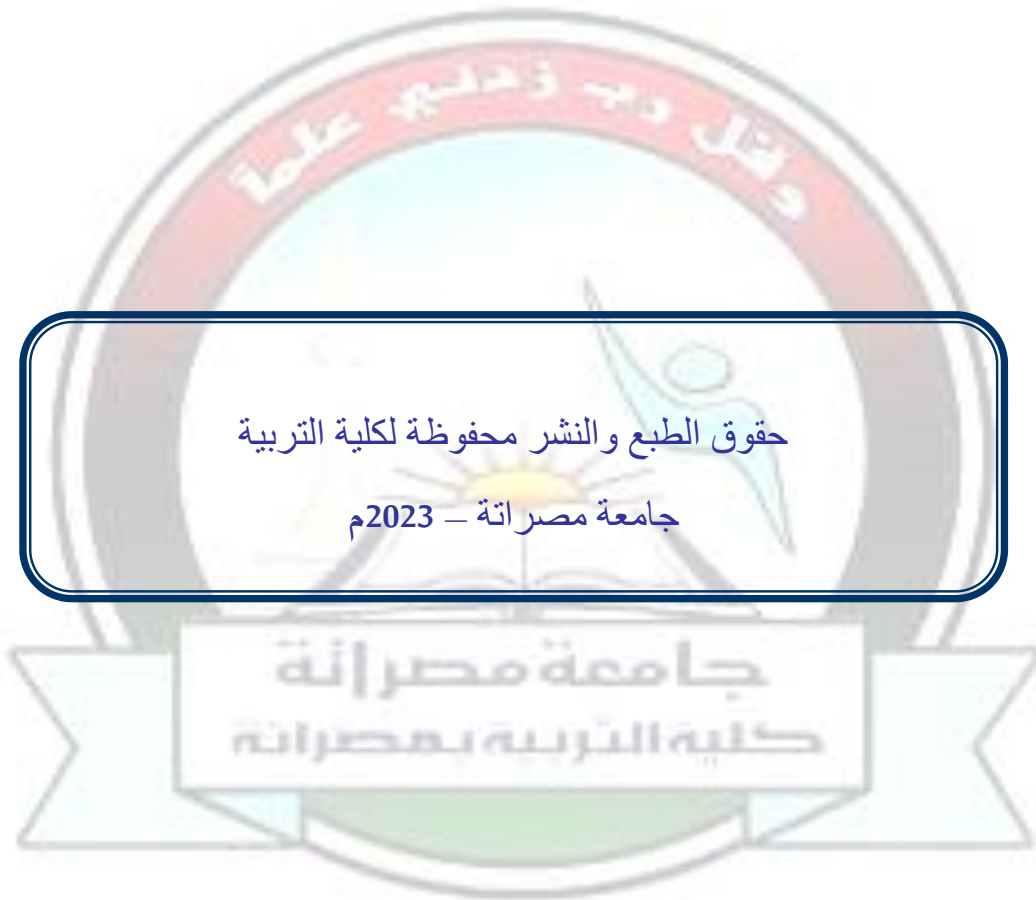 وقل رب زدني علما
حقوق الطبع والنشر محفوظة لكلية التربية
جامعة مصراتة – 2023م
جامعة مصراتة
كلية التربية بمصراتة